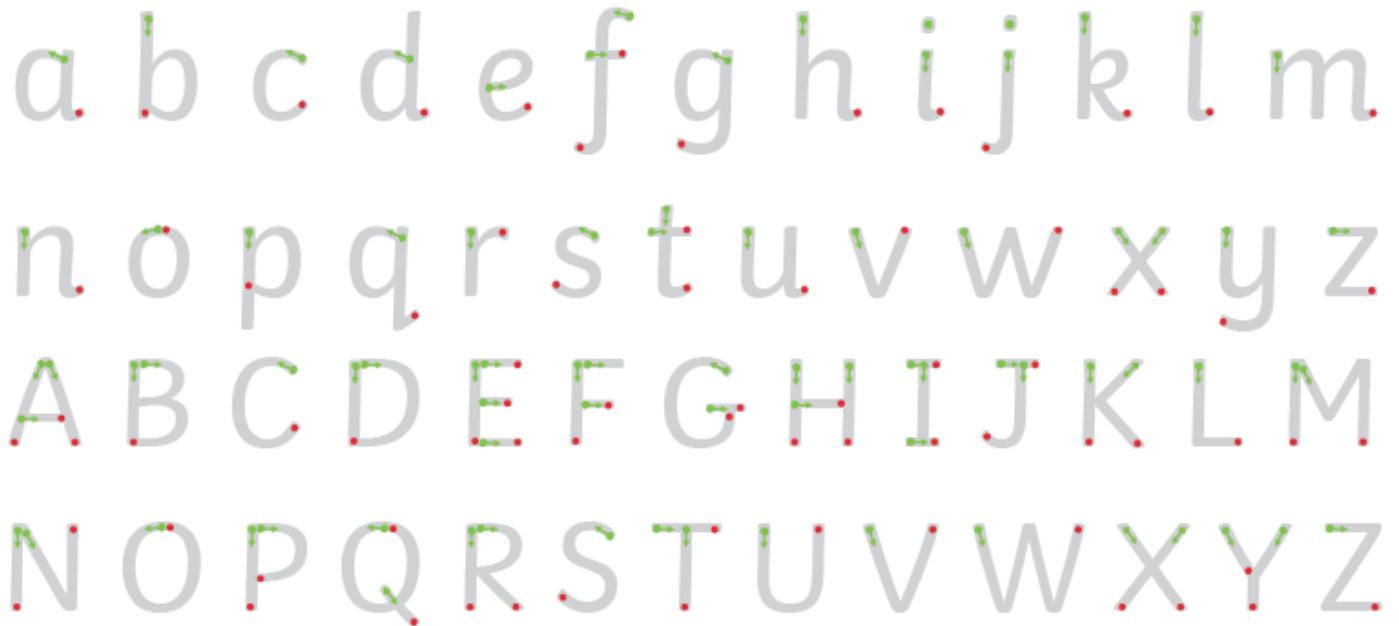 a b c d e f g h i j k l m
n o p q r s t u v w x y z
A B C D E F G H I J K L M
N O P Q R S T U V W X Y Z